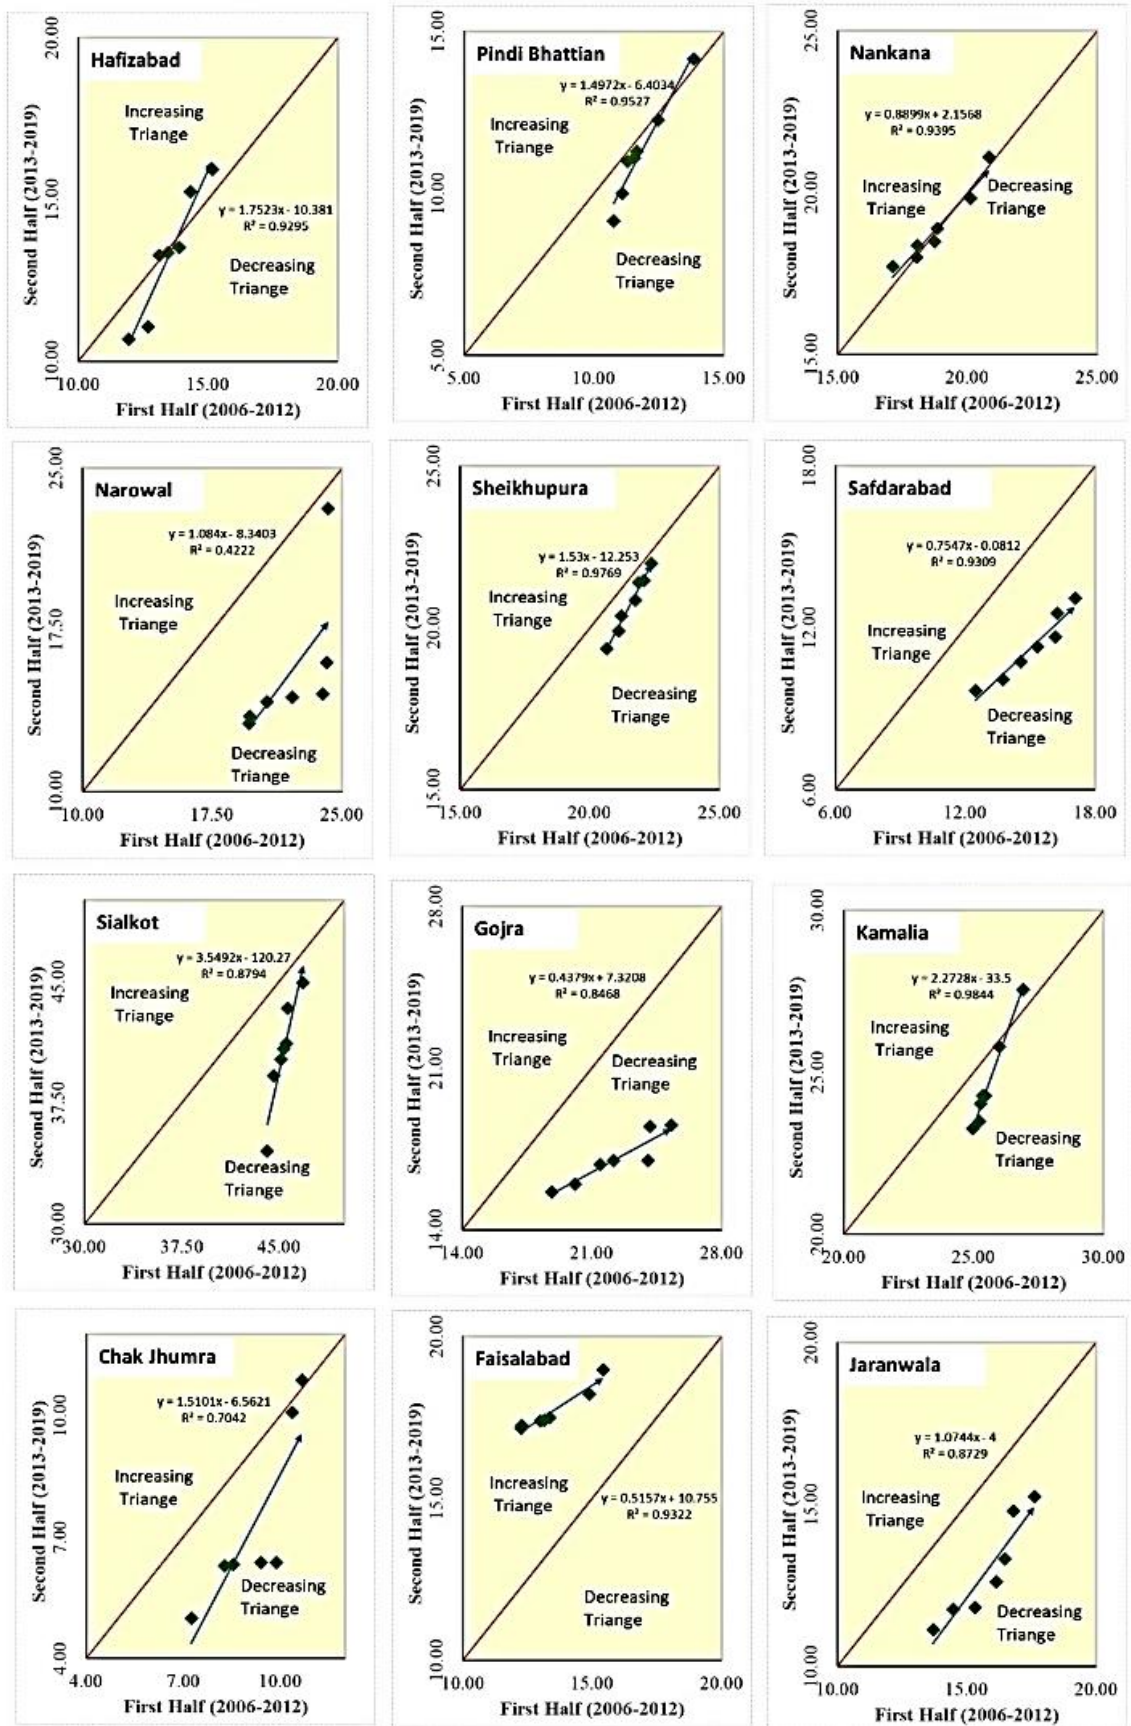 Hafizabad
Increasing
Triange
y = 1.7523x - 10.381
R² = 0.9295
Decreasing
Triange
Second Half (2013-2019)
20.00
15.00
10.00
10.00 15.00 20.00
First Half (2006-2012)
Pindi Bhattian
y = 1.4972x - 6.4034
R² = 0.9527
Increasing
Triange
Decreasing
Triange
Second Half (2013-2019)
15.00
10.00
5.00
5.00 10.00 15.00
First Half (2006-2012)
Nankana
y = 0.8899x + 2.1568
R² = 0.9395
Increasing
Triange
Decreasing
Triange
Second Half (2013-2019)
25.00
20.00
15.00
15.00 20.00 25.00
First Half (2006-2012)
Narowal
y = 1.084x - 8.3403
R² = 0.4222
Increasing
Triange
Decreasing
Triange
Second Half (2013-2019)
25.00
17.50
10.00
10.00 17.50 25.00
First Half (2006-2012)
Sheikhupura
y = 1.53x - 12.253
R² = 0.9769
Increasing
Triange
Decreasing
Triange
Second Half (2013-2019)
25.00
20.00
15.00
15.00 20.00 25.00
First Half (2006-2012)
Safdarabad
y = 0.7547x - 0.0812
R² = 0.9309
Increasing
Triange
Decreasing
Triange
Second Half (2013-2019)
18.00
12.00
6.00
6.00 12.00 18.00
First Half (2006-2012)
Sialkot
y = 3.5492x - 120.27
R² = 0.8794
Increasing
Triange
Decreasing
Triange
Second Half (2013-2019)
45.00
37.50
30.00
30.00 37.50 45.00
First Half (2006-2012)
Gojra
y = 0.4379x + 7.3208
R² = 0.8468
Increasing
Triange
Decreasing
Triange
Second Half (2013-2019)
28.00
21.00
14.00
14.00 21.00 28.00
First Half (2006-2012)
Kamalia
y = 2.2728x - 33.5
R² = 0.9844
Increasing
Triange
Decreasing
Triange
Second Half (2013-2019)
30.00
25.00
20.00
20.00 25.00 30.00
First Half (2006-2012)
Chak Jhumra
y = 1.5101x - 6.5621
R² = 0.7042
Increasing
Triange
Decreasing
Triange
Second Half (2013-2019)
10.00
7.00
4.00
4.00 7.00 10.00
First Half (2006-2012)
Faisalabad
Increasing
Triange
y = 0.5157x + 10.755
R² = 0.9322
Decreasing
Triange
Second Half (2013-2019)
20.00
15.00
10.00
10.00 15.00 20.00
First Half (2006-2012)
Jaranwala
y = 1.0744x - 4
R² = 0.8729
Increasing
Triange
Decreasing
Triange
Second Half (2013-2019)
20.00
15.00
10.00
10.00 15.00 20.00
First Half (2006-2012)